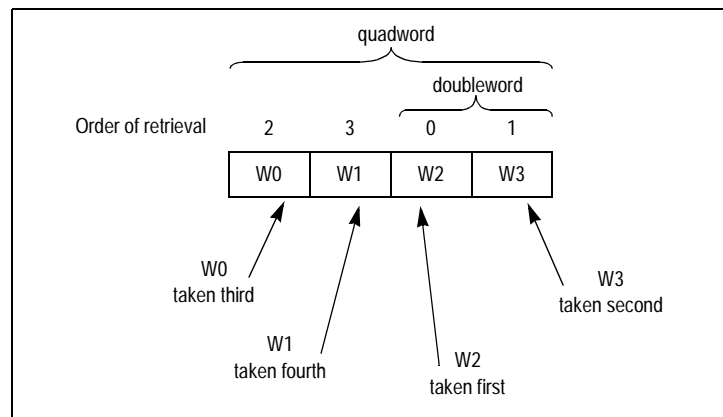 quadword
doubleword
Order of retrieval 2 3 0 1
W0 W1 W2 W3
W0
taken third
W3
taken second
W1
taken fourth
W2
taken first